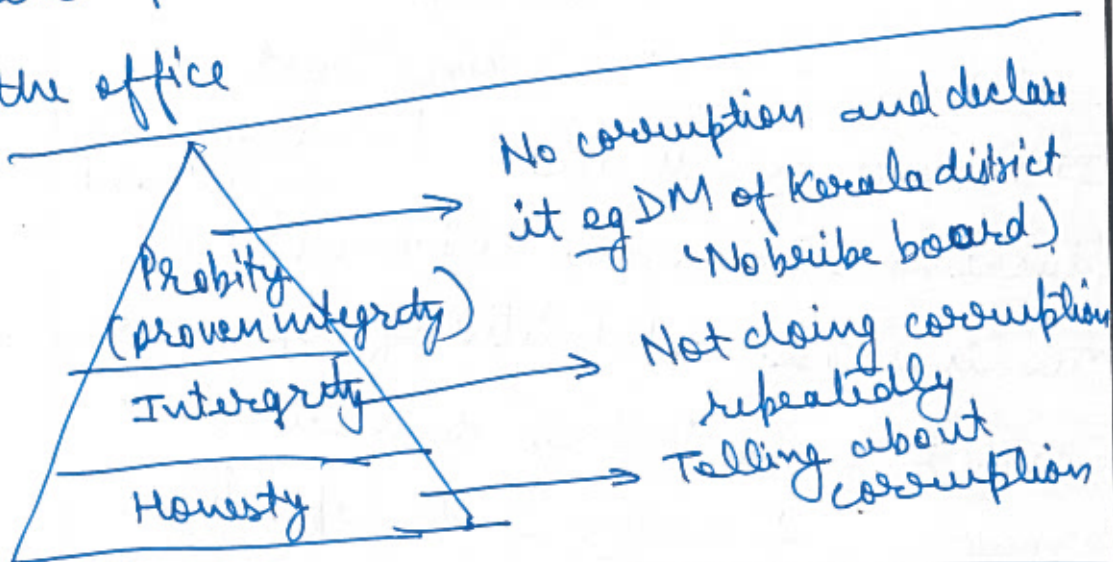 the office
No corruption and declare
it eg DM of Kerala district
'No bribe board)
Probity
(proven integrity)
Not doing corruption
repeatedly
Intergrity
Telling about
corruption
Honesty